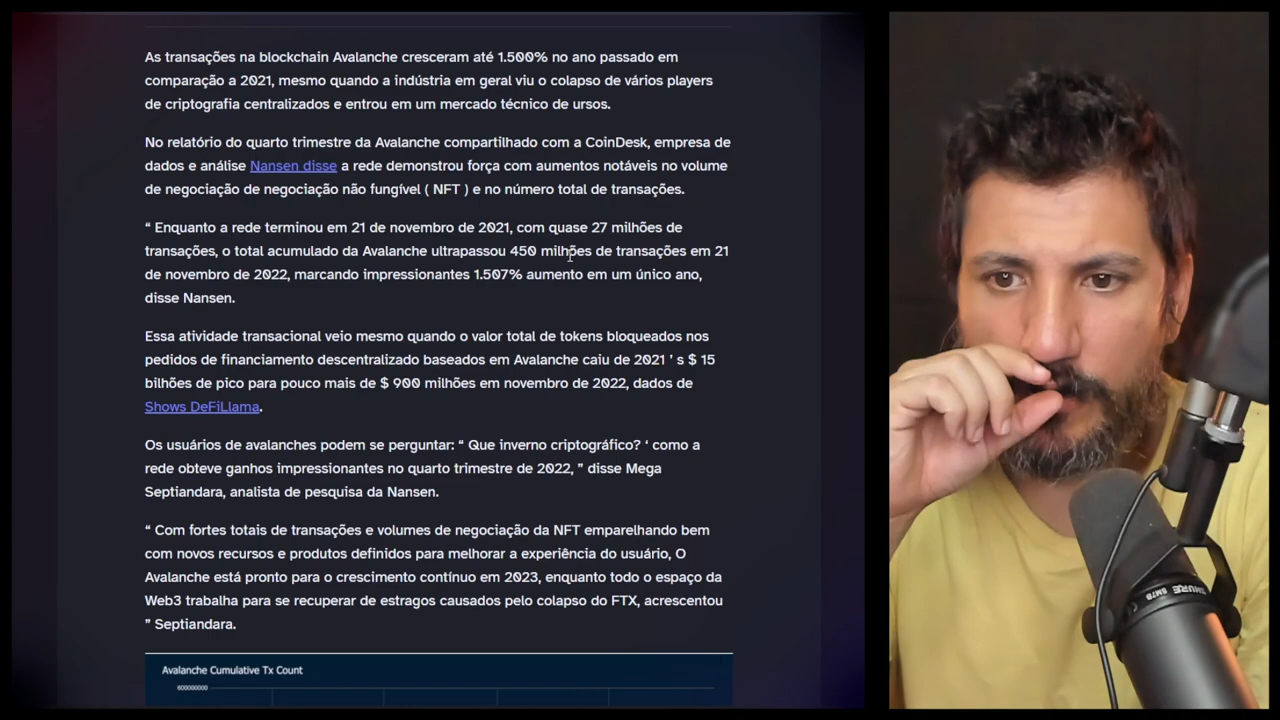 As transações na blockchain Avalanche cresceram até 1.500% no ano passado em
comparação a 2021, mesmo quando a indústria em geral viu o colapso de vários players
de criptografia centralizados e entrou em um mercado técnico de ursos.
No relatório do quarto trimestre da Avalanche compartilhado com a CoinDesk, empresa de
dados e análise Nansen disse a rede demonstrou força com aumentos notáveis no volume
de negociação de negociação não fungível ( NFT ) e no número total de transações.
“ Enquanto a rede terminou em 21 de novembro de 2021, com quase 27 milhões de
transações, o total acumulado da Avalanche ultrapassou 450 milhões de transações em 21
de novembro de 2022, marcando impressionantes 1.507% aumento em um único ano,
disse Nansen.
Essa atividade transacional veio mesmo quando o valor total de tokens bloqueados nos
pedidos de financiamento descentralizado baseados em Avalanche caiu de 2021 ’ s $ 15
bilhões de pico para pouco mais de $ 900 milhões em novembro de 2022, dados de
Shows DeFiLlama.
Os usuários de avalanches podem se perguntar: “ Que inverno criptográfico? ‘ como a
rede obteve ganhos impressionantes no quarto trimestre de 2022, ” disse Mega
Septiandara, analista de pesquisa da Nansen.
“ Com fortes totais de transações e volumes de negociação da NFT emparelhando bem
com novos recursos e produtos definidos para melhorar a experiência do usuário, O
Avalanche está pronto para o crescimento contínuo em 2023, enquanto todo o espaço da
Web3 trabalha para se recuperar de estragos causados pelo colapso do FTX, acrescentou
” Septiandara.
Avalanche Cumulative Tx Count
600000000
SHURE SM7B